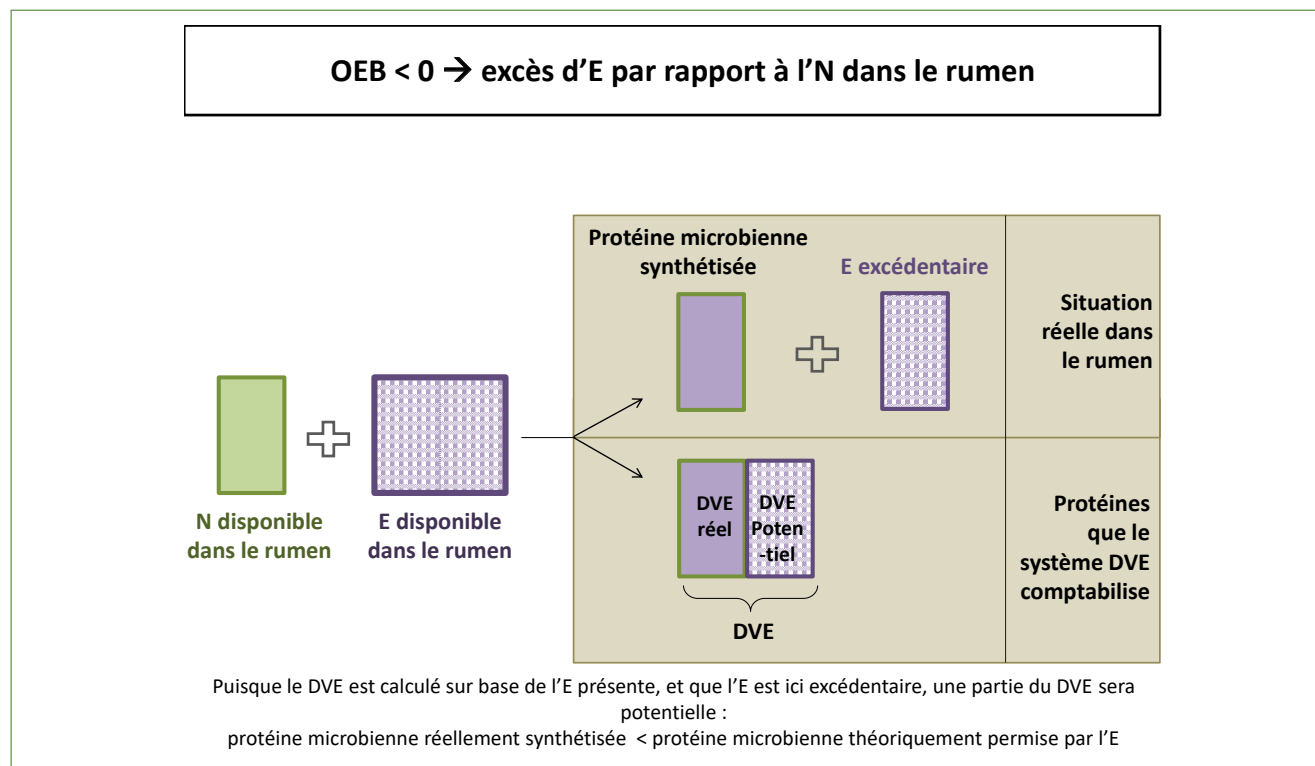 OEB < 0 → excès d’E par rapport à l’N dans le rumen
Protéine microbienne
synthétisée
E excédentaire
Situation
réelle dans
le rumen
N disponible
dans le rumen
E disponible
dans le rumen
DVE
réel
DVE
Poten
-tiel
DVE
Protéines
que le
système DVE
comptabilise
Puisque le DVE est calculé sur base de l’E présente, et que l’E est ici excédentaire, une partie du DVE sera
potentielle :
protéine microbienne réellement synthétisée < protéine microbienne théoriquement permise par l’E